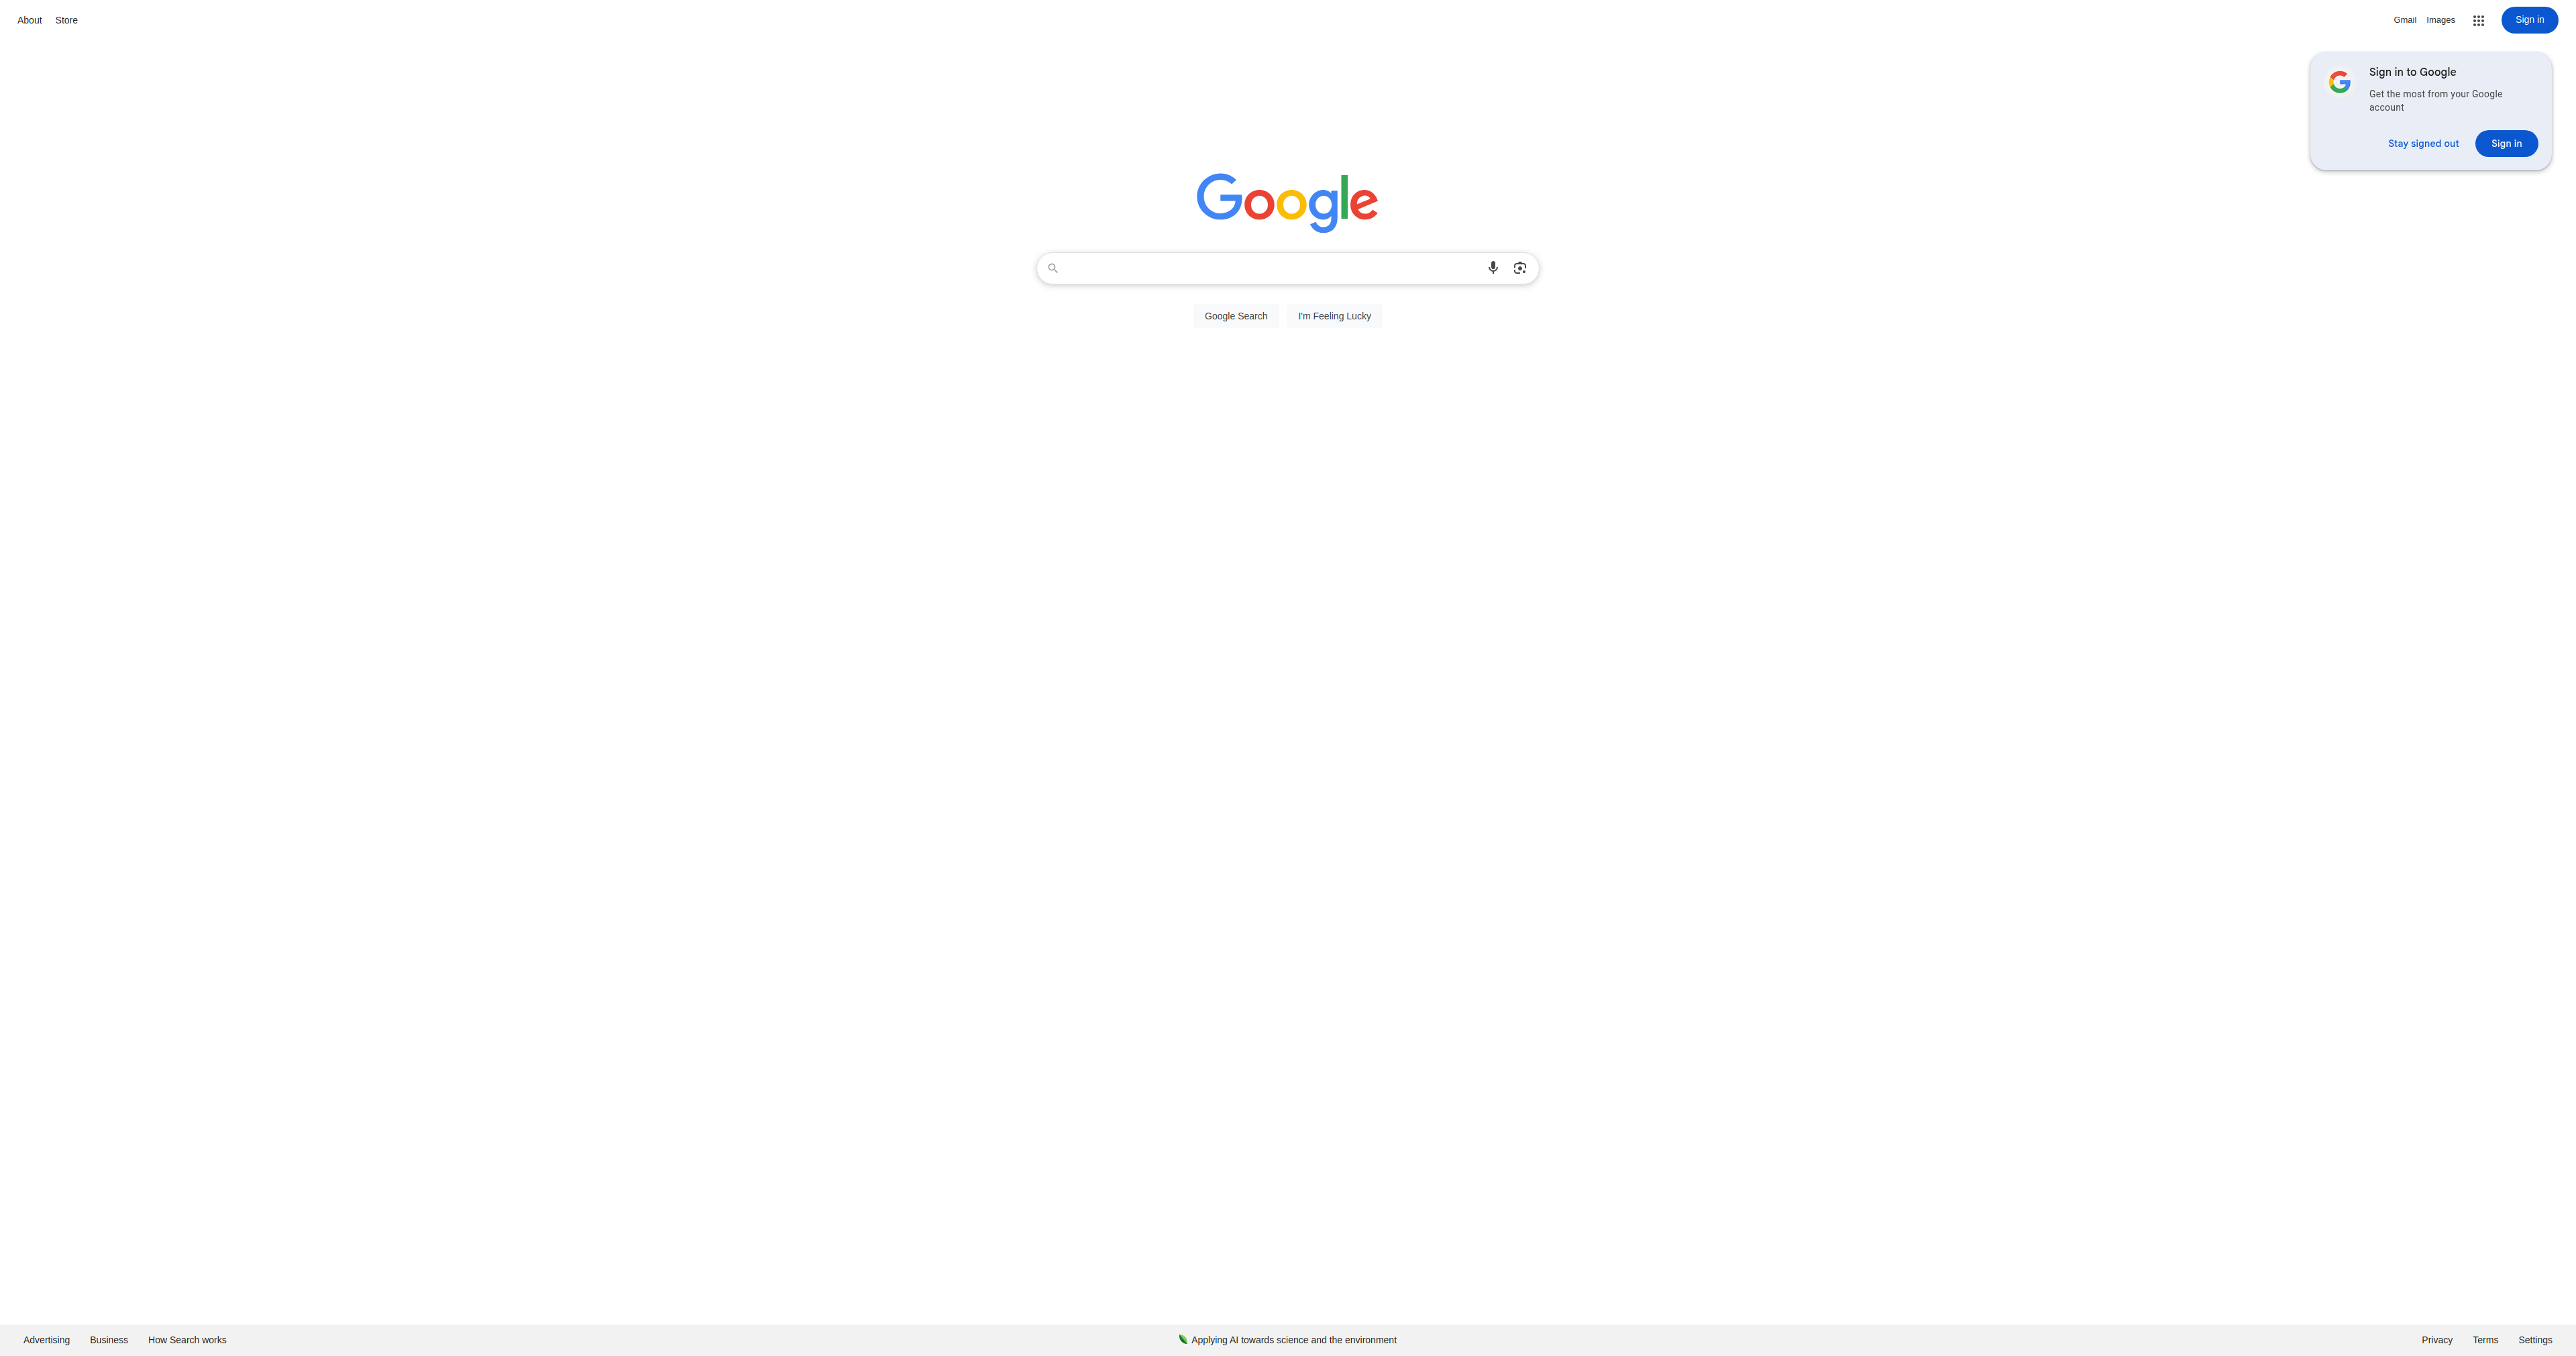 About Store
Gmail Images Sign in
Sign in to Google
Get the most from your Google
account
Stay signed out Sign in
Google
Google Search I'm Feeling Lucky
Advertising Business How Search works
Applying AI towards science and the environment
Privacy Terms Settings